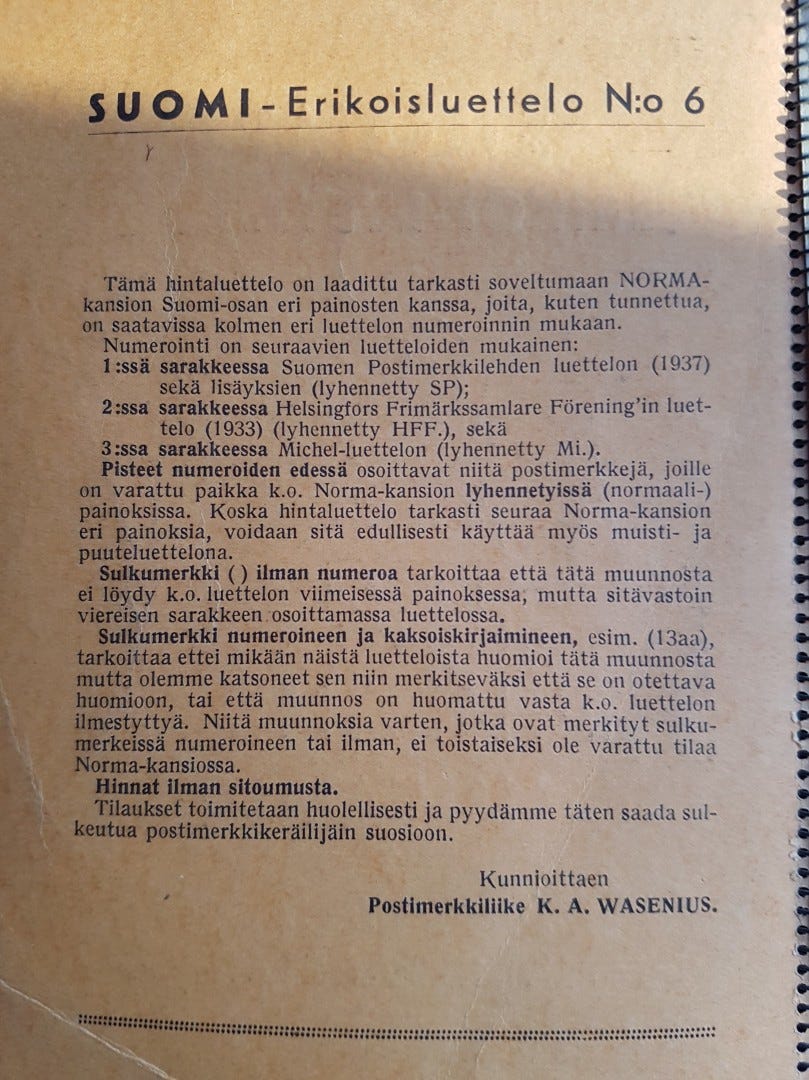 SUOMI - Erikoisluettelo N:o 6
Tämä hintaluettelo on laadittu tarkasti soveltumaan NORMA-
kansion Suomi-osan eri painosten kanssa, joita, kuten tunnettua,
on saatavissa kolmen eri luettelon numeroinnin mukaan.
Numerointi on seuraavien luetteloiden mukainen:
1:ssä sarakkeessa Suomen Postimerkkilehden luettelon (1937)
sekä lisäyksien (lyhennetty SP);
2:ssa sarakkeessa Helsingfors Frimärkssamlare Förening'in luet-
telo (1933) (lyhennetty HFF.), sekä
3:ssa sarakkeessa Michel-luettelon (lyhennetty Mi.).
Pisteet numeroiden edessä osoittavat niitä postimerkkejä, joille
on varattu paikka k.o. Norma-kansion lyhennetyissä (normaali-)
painoksissa. Koska hintaluettelo tarkasti seuraa Norma-kansion
eri painoksia, voidaan sitä edullisesti käyttää myös muisti- ja
puuteluettelona.
Sulkumerkki ( ) ilman numeroa tarkoittaa että tätä muunnosta
ei löydy k.o. luettelon viimeisessä painoksessa, mutta sitävastoin
viereisen sarakkeen osoittamassa luettelossa.
Sulkumerkki numeroineen ja kaksoiskirjaimineen, esim. (13aa),
tarkoittaa ettei mikään näistä luetteloista huomioi tätä muunnosta
mutta olemme katsoneet sen niin merkitseväksi että se on otettava
huomioon, tai että muunnos on huomattu vasta k.o. luettelon
ilmestyttyä. Niitä muunnoksia varten, jotka ovat merkityt sulku-
merkeissä numeroineen tai ilman, ei toistaiseksi ole varattu tilaa
Norma-kansiossa.
Hinnat ilman sitoumusta.
Tilaukset toimitetaan huolellisesti ja pyydämme täten saada sul-
keutua postimerkkikeräilijäin suosioon.
Kunnioittaen
Postimerkkiliike K. A. WASENIUS.